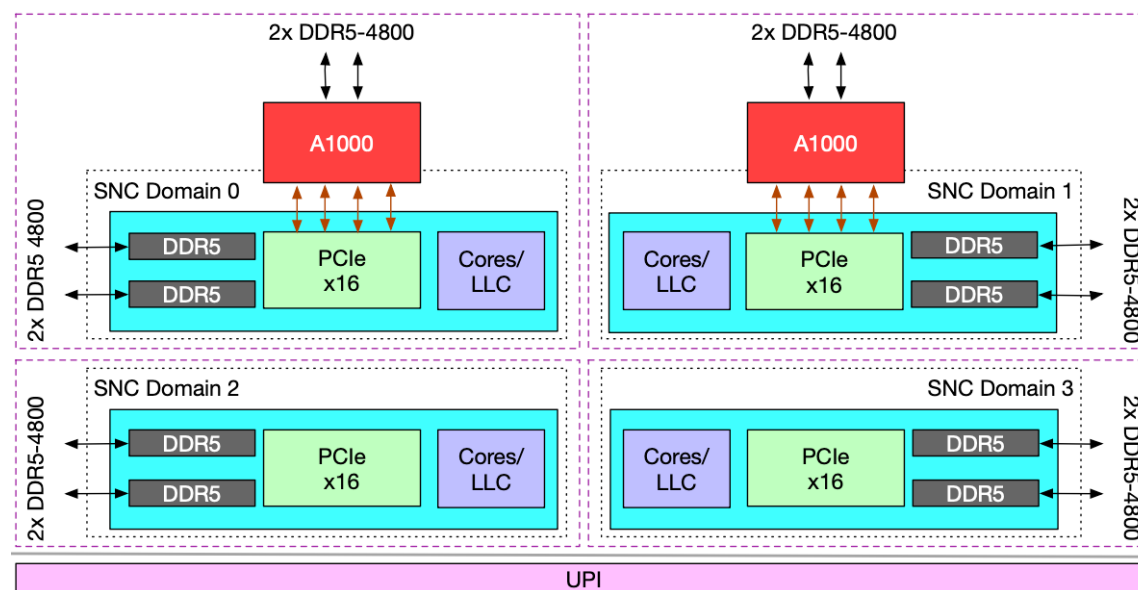 2x DDR5-4800
A1000
SNC Domain 0
2x DDR5 4800
DDR5
DDR5
PCIe
x16
Cores/
LLC
2x DDR5-4800
A1000
SNC Domain 1
Cores/
LLC
PCIe
x16
DDR5
DDR5
2x DDR5-4800
SNC Domain 2
2x DDR5-4800
DDR5
DDR5
PCIe
x16
Cores/
LLC
SNC Domain 3
Cores/
LLC
PCIe
x16
DDR5
DDR5
2x DDR5-4800
UPI